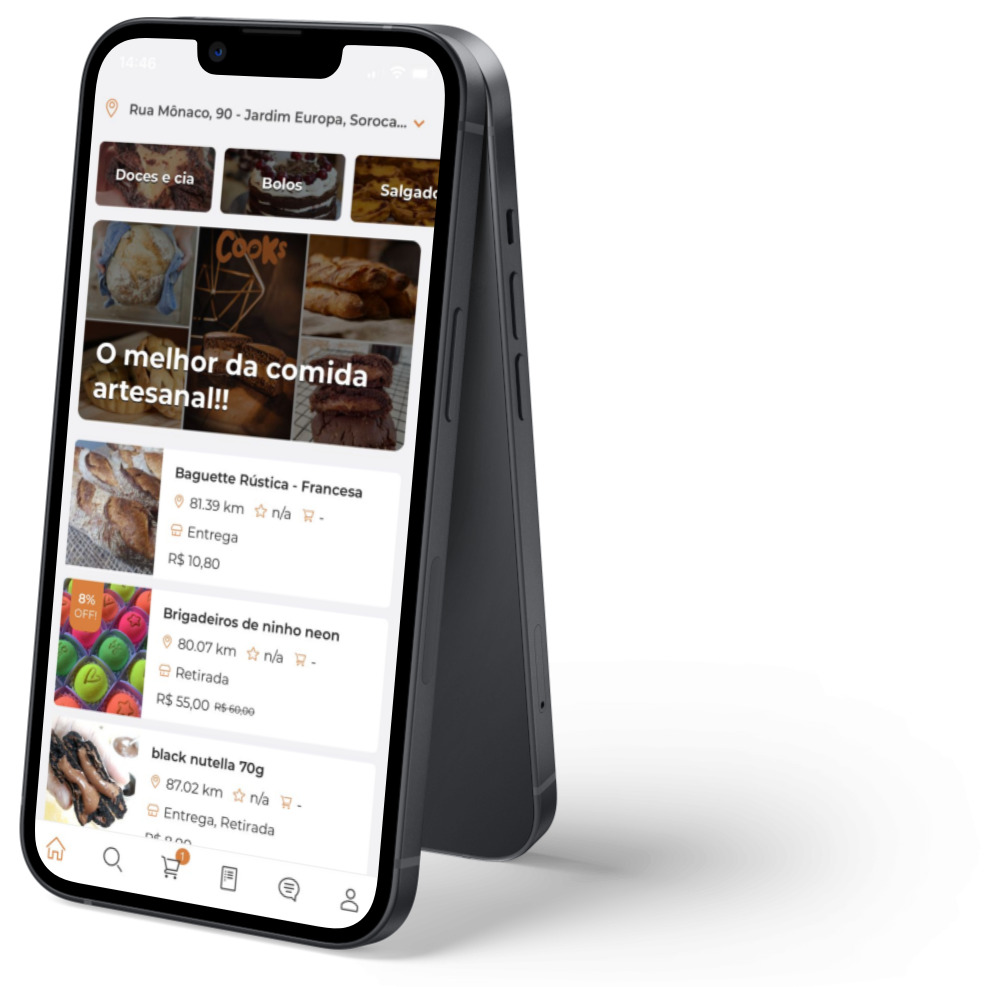 14:46
Rua Mônaco, 90 - Jardim Europa, Soroca...
Doces e cia
Bolos
Salgado
COOKS
O melhor da comida
artesanal!!
Baguette Rústica - Francesa
81.39 km n/a -
Entrega
R$ 10,80
8%
OFF!
Brigadeiros de ninho neon
80.07 km n/a -
Retirada
R$ 55,00 R$ 60,00
black nutella 70g
87.02 km n/a -
Entrega, Retirada
R$ 8,00
1